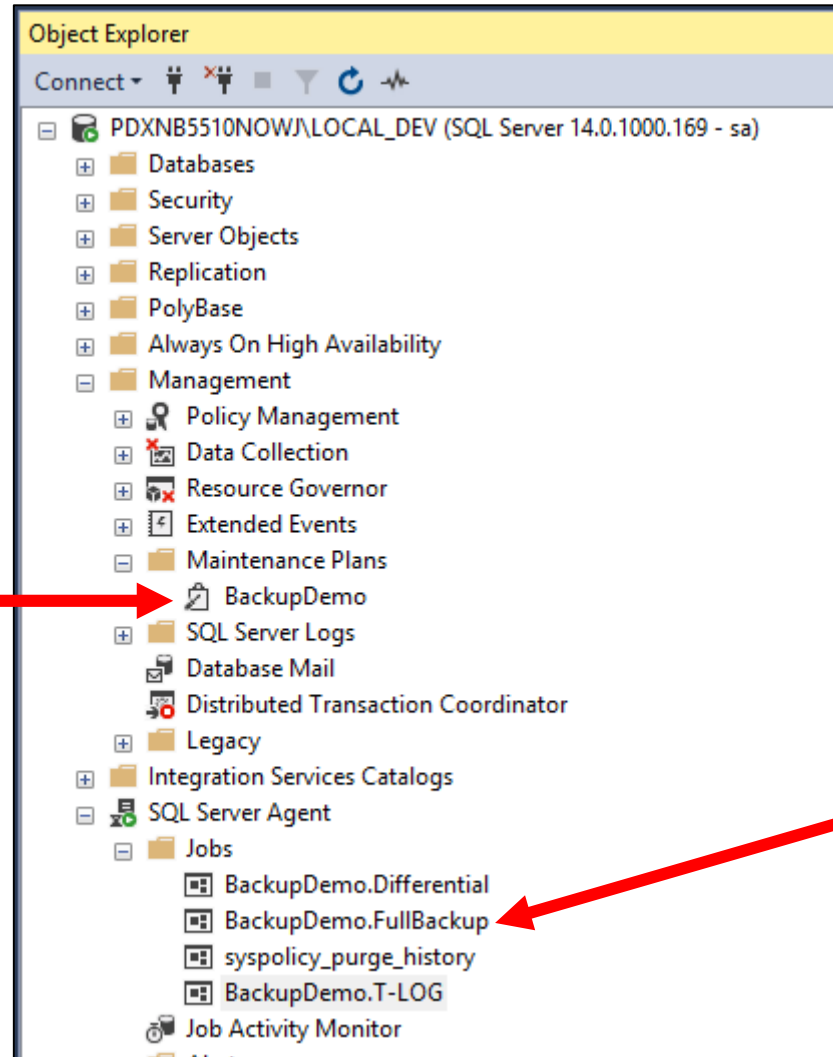 Object Explorer
Connect
PDXNB5510NOWJ\LOCAL_DEV (SQL Server 14.0.1000.169 - sa)
Databases
Security
Server Objects
Replication
PolyBase
Always On High Availability
Management
Policy Management
Data Collection
Resource Governor
Extended Events
Maintenance Plans
BackupDemo
SQL Server Logs
Database Mail
Distributed Transaction Coordinator
Legacy
Integration Services Catalogs
SQL Server Agent
Jobs
BackupDemo.Differential
BackupDemo.FullBackup
syspolicy_purge_history
BackupDemo.T-LOG
Job Activity Monitor